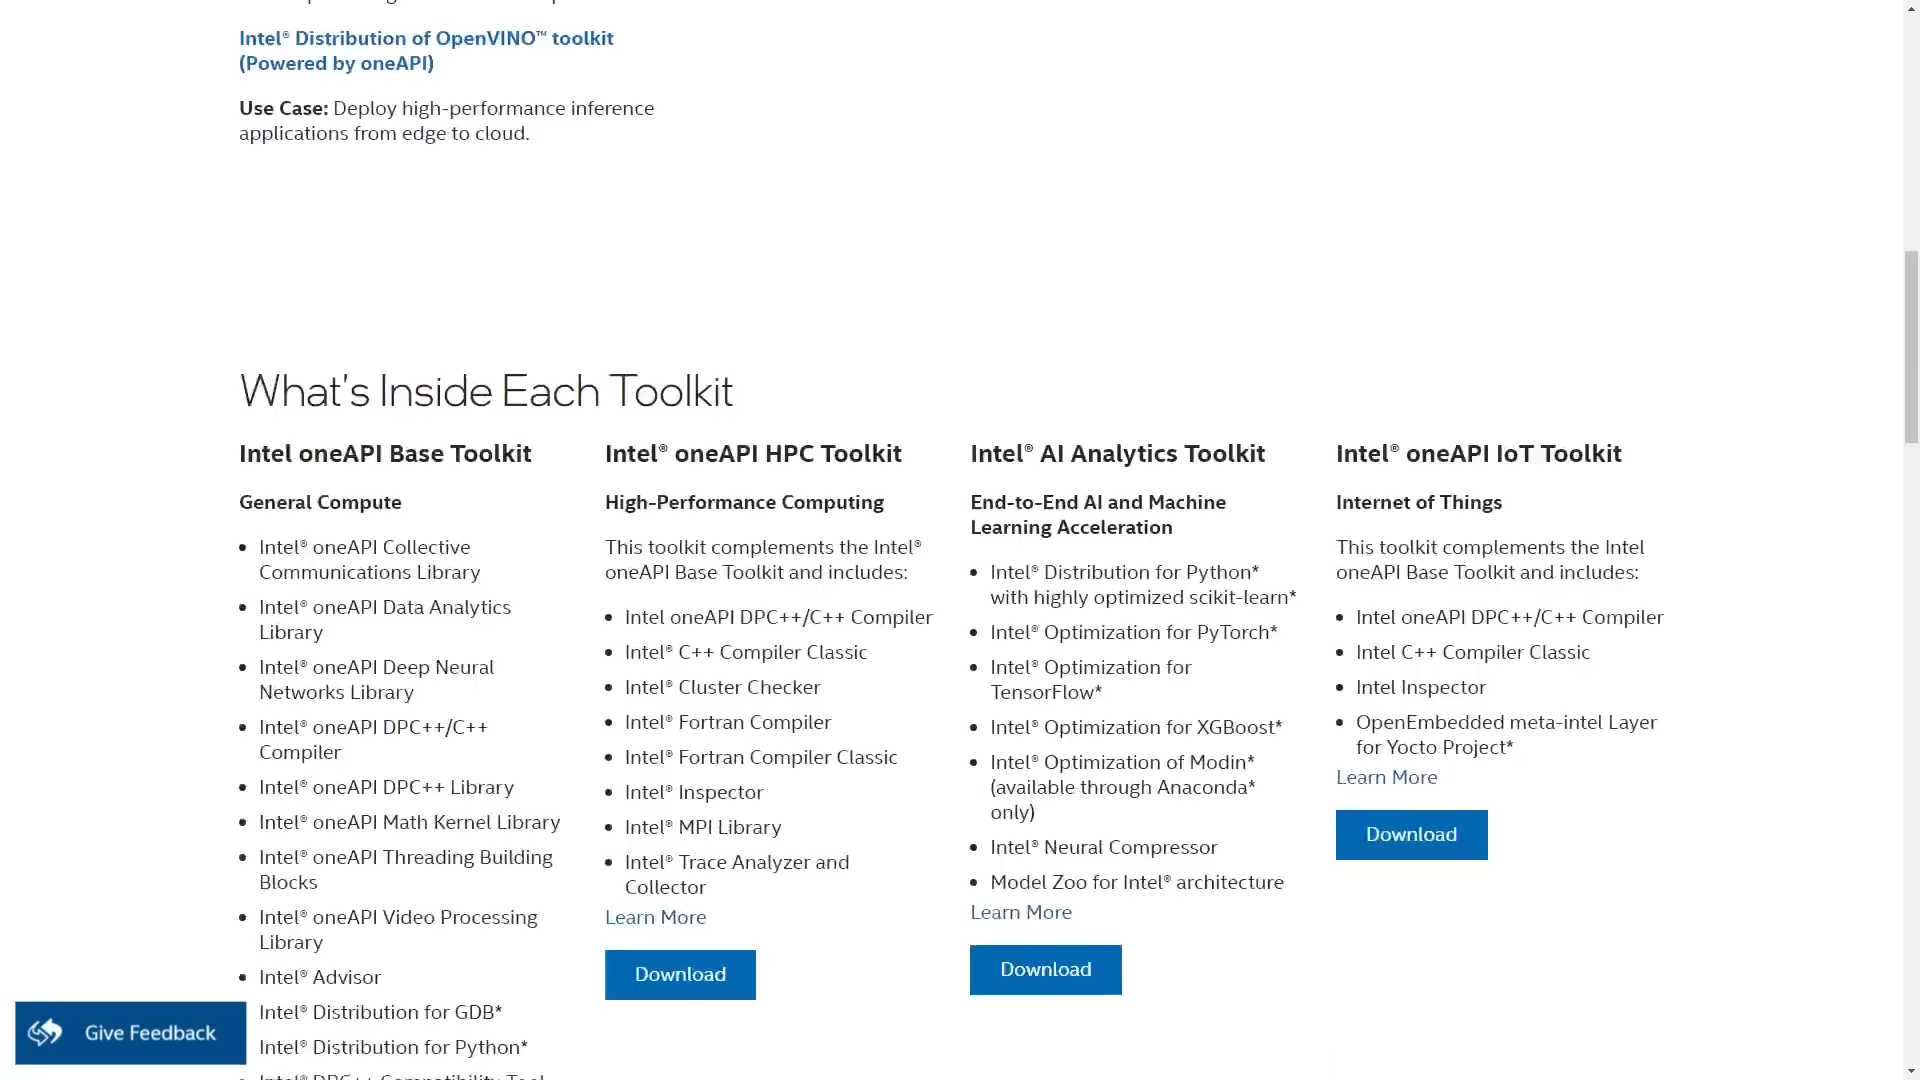 Intel® Distribution of OpenVINO™ toolkit
(Powered by oneAPI)
Use Case: Deploy high-performance inference
applications from edge to cloud.
What's Inside Each Toolkit
Intel oneAPI Base Toolkit
General Compute
• Intel® oneAPI Collective
Communications Library
• Intel® oneAPI Data Analytics
Library
• Intel® oneAPI Deep Neural
Networks Library
• Intel® oneAPI DPC++/C++
Compiler
• Intel® oneAPI DPC++ Library
• Intel® oneAPI Math Kernel Library
• Intel® oneAPI Threading Building
Blocks
• Intel® oneAPI Video Processing
Library
• Intel® Advisor
Intel® Distribution for GDB*
Intel® Distribution for Python*
Intel® oneAPI HPC Toolkit
High-Performance Computing
This toolkit complements the Intel®
oneAPI Base Toolkit and includes:
• Intel oneAPI DPC++/C++ Compiler
• Intel® C++ Compiler Classic
• Intel® Cluster Checker
• Intel® Fortran Compiler
• Intel® Fortran Compiler Classic
• Intel® Inspector
• Intel® MPI Library
• Intel® Trace Analyzer and
Collector
Learn More
Download
Intel® AI Analytics Toolkit
End-to-End AI and Machine
Learning Acceleration
• Intel® Distribution for Python*
with highly optimized scikit-learn*
• Intel® Optimization for PyTorch*
• Intel® Optimization for
TensorFlow*
• Intel® Optimization for XGBoost*
• Intel® Optimization of Modin*
(available through Anaconda*
only)
• Intel® Neural Compressor
• Model Zoo for Intel® architecture
Learn More
Download
Intel® oneAPI IoT Toolkit
Internet of Things
This toolkit complements the Intel
oneAPI Base Toolkit and includes:
• Intel oneAPI DPC++/C++ Compiler
• Intel C++ Compiler Classic
• Intel Inspector
• OpenEmbedded meta-intel Layer
for Yocto Project*
Learn More
Download
Give Feedback